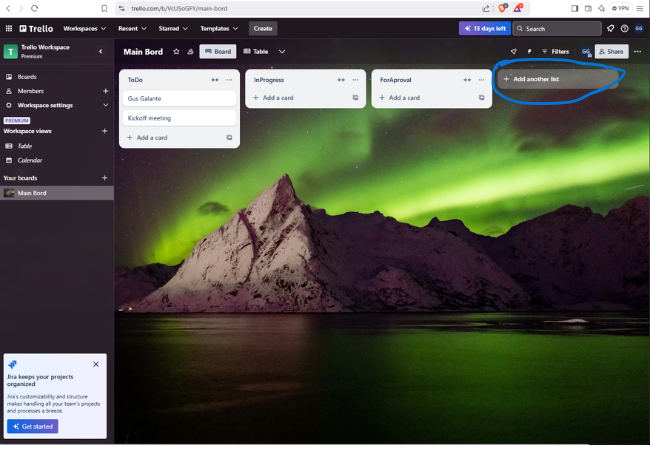 trello.com/b/VcUSoGFY/main-bord
VPN
Trello
Workspaces
Recent
Starred
Templates
Create
13 days left
Search
GG
Trello Workspace
Premium
Main Bord
Board
Table
Filters
GG
Share
Boards
Members
Workspace settings
PREMIUM
Workspace views
Table
Calendar
Your boards
Main Bord
ToDo
Gus Galante
Kickoff meeting
Add a card
InProgress
Add a card
ForAproval
Add a card
Add another list
Jira keeps your projects
organized
Jira's customizability and structure
makes handling all your team's projects
and processes a breeze.
Get started